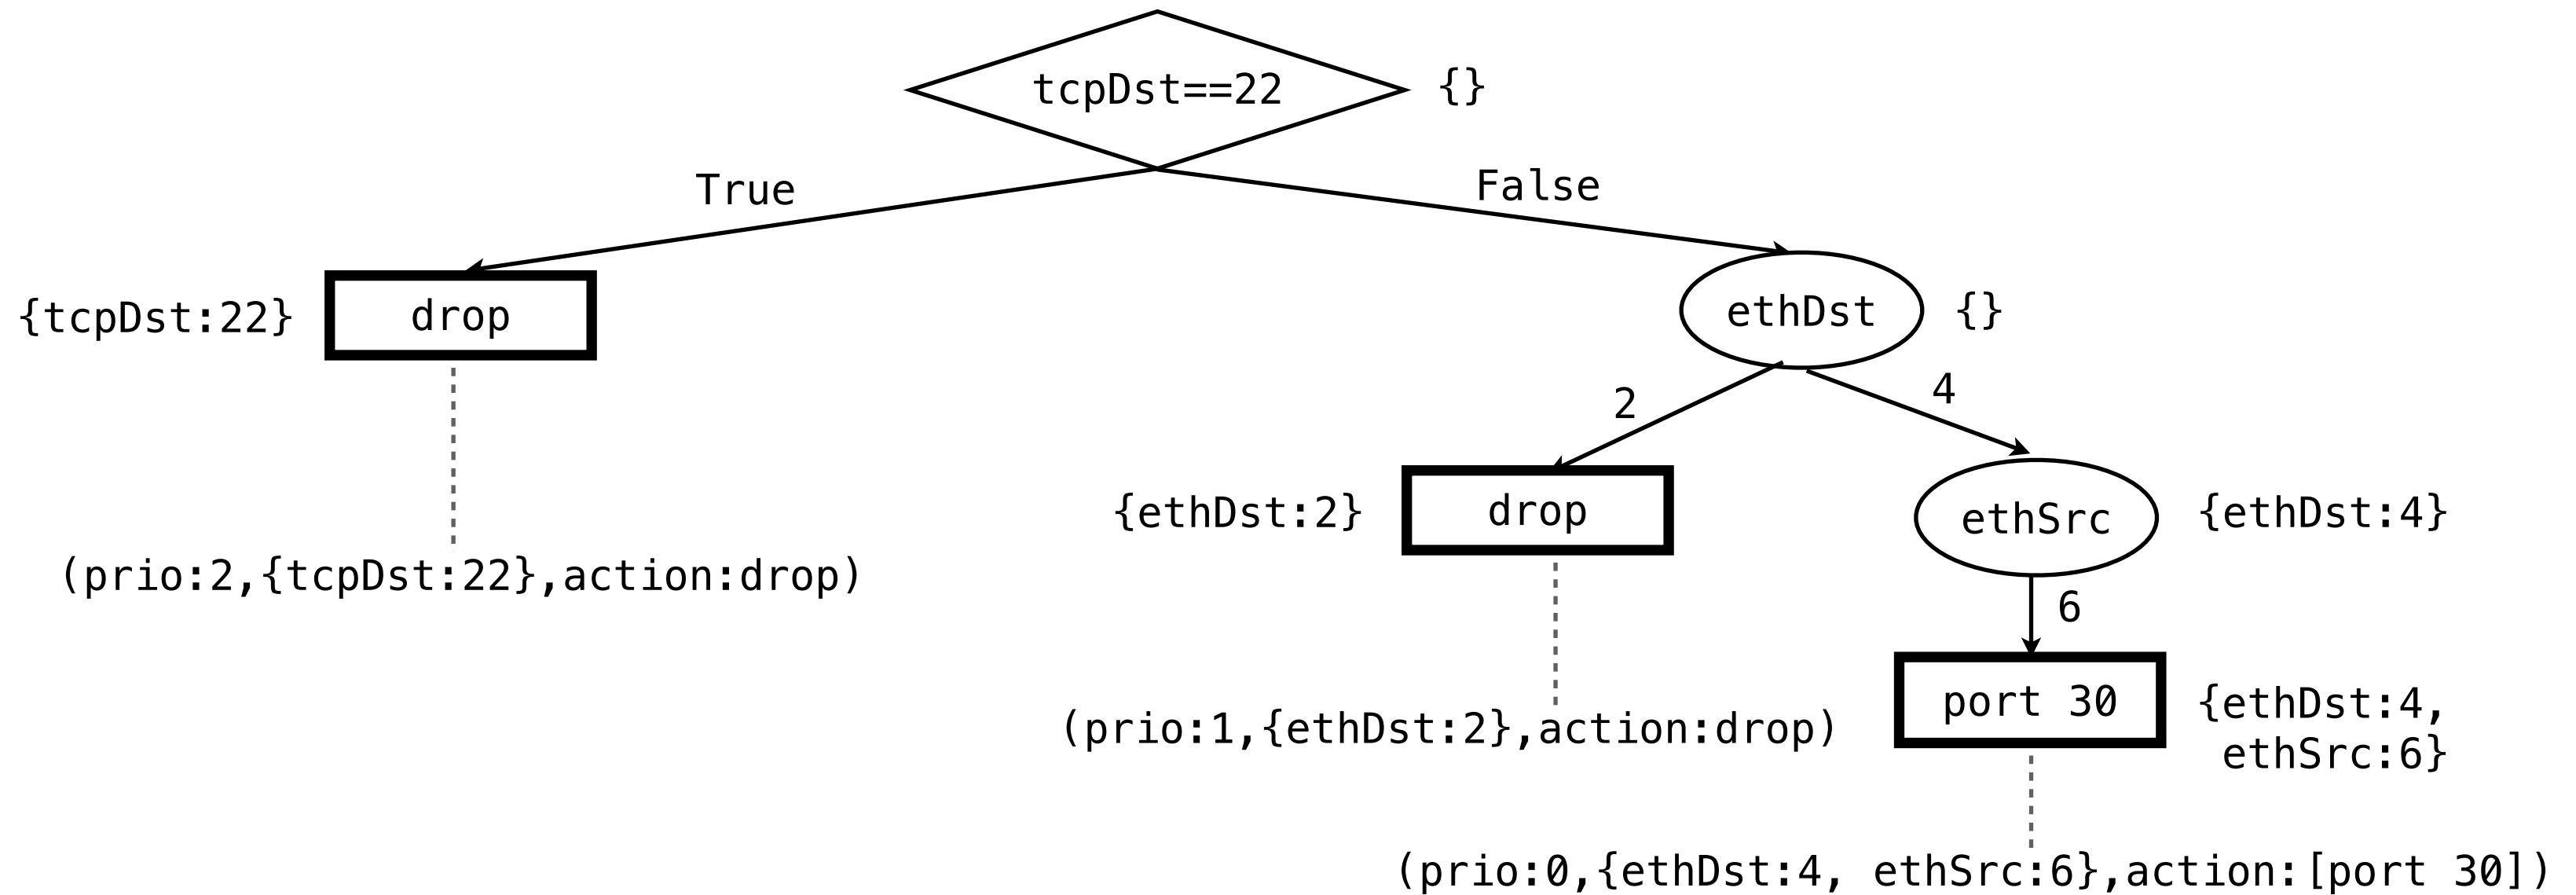 tcpDst==22
{}
True
False
{tcpDst:22}
drop
ethDst
{}
2
4
{ethDst:2}
drop
ethSrc
{ethDst:4}
(prio:2,{tcpDst:22},action:drop)
6
port 30
{ethDst:4,
ethSrc:6}
(prio:1,{ethDst:2},action:drop)
(prio:0,{ethDst:4, ethSrc:6},action:[port 30])